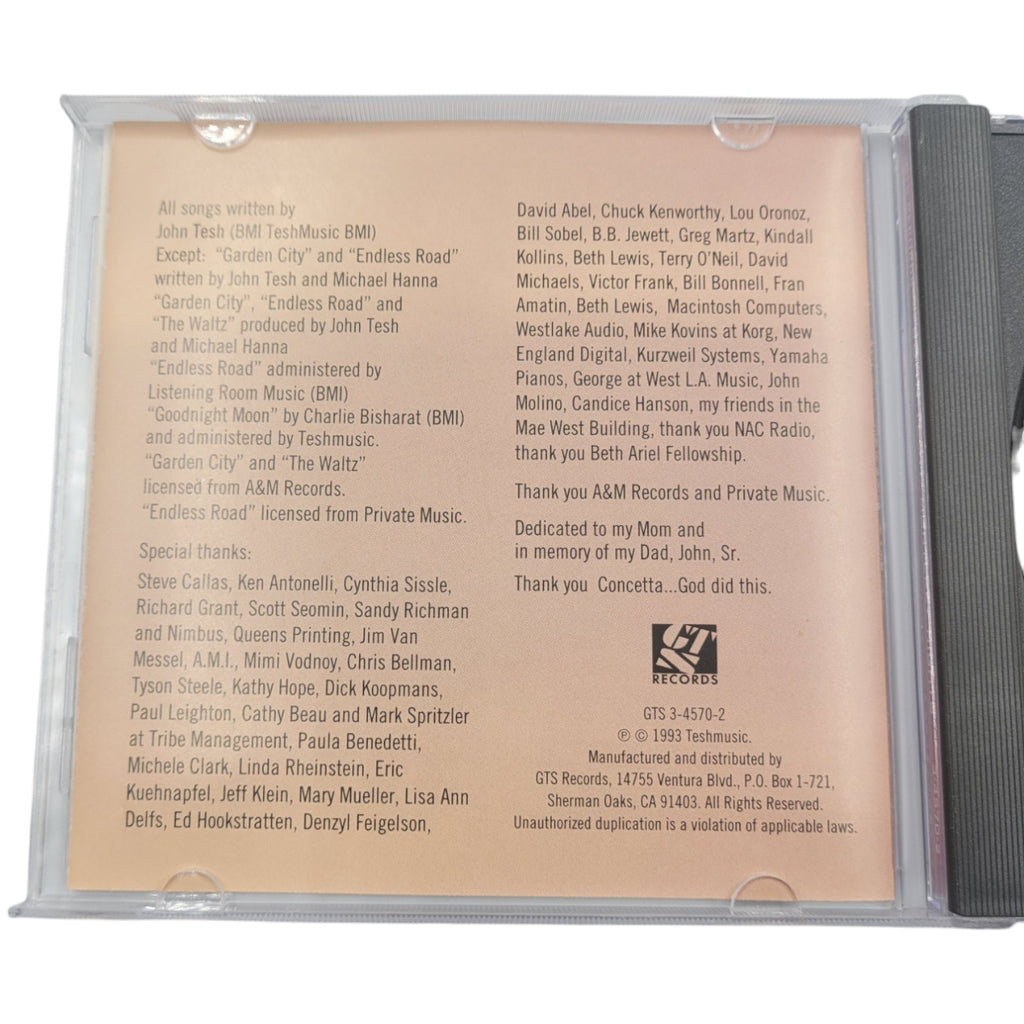 All songs written by
John Tesh (BMI TeshMusic BMI)
Except: “Garden City” and “Endless Road”
written by John Tesh and Michael Hanna
“Garden City”, “Endless Road” and
“The Waltz” produced by John Tesh
and Michael Hanna
“Endless Road” administered by
Listening Room Music (BMI)
“Goodnight Moon” by Charlie Bisharat (BMI)
and administered by Teshmusic.
“Garden City” and “The Waltz”
licensed from A&M Records.
“Endless Road” licensed from Private Music.
Special thanks:
Steve Callas, Ken Antonelli, Cynthia Sissle,
Richard Grant, Scott Seomin, Sandy Richman
and Nimbus, Queens Printing, Jim Van
Messel, A.M.I., Mimi Vodnoy, Chris Bellman,
Tyson Steele, Kathy Hope, Dick Koopmans,
Paul Leighton, Cathy Beau and Mark Spritzler
at Tribe Management, Paula Benedetti,
Michele Clark, Linda Rheinstein, Eric
Kuehnapfel, Jeff Klein, Mary Mueller, Lisa Ann
Delfs, Ed Hookstratten, Denzyl Feigelson,
David Abel, Chuck Kenworthy, Lou Oronoz,
Bill Sobel, B.B. Jewett, Greg Martz, Kindall
Kollins, Beth Lewis, Terry O'Neil, David
Michaels, Victor Frank, Bill Bonnell, Fran
Amatin, Beth Lewis, Macintosh Computers,
Westlake Audio, Mike Kovins at Korg, New
England Digital, Kurzweil Systems, Yamaha
Pianos, George at West L.A. Music, John
Molino, Candice Hanson, my friends in the
Mae West Building, thank you NAC Radio,
thank you Beth Ariel Fellowship.
Thank you A&M Records and Private Music.
Dedicated to my Mom and
in memory of my Dad, John, Sr.
Thank you Concetta...God did this.
GTS
RECORDS
GTS 3-4570-2
℗ © 1993 Teshmusic.
Manufactured and distributed by
GTS Records, 14755 Ventura Blvd., P.O. Box 1-721,
Sherman Oaks, CA 91403. All Rights Reserved.
Unauthorized duplication is a violation of applicable laws.